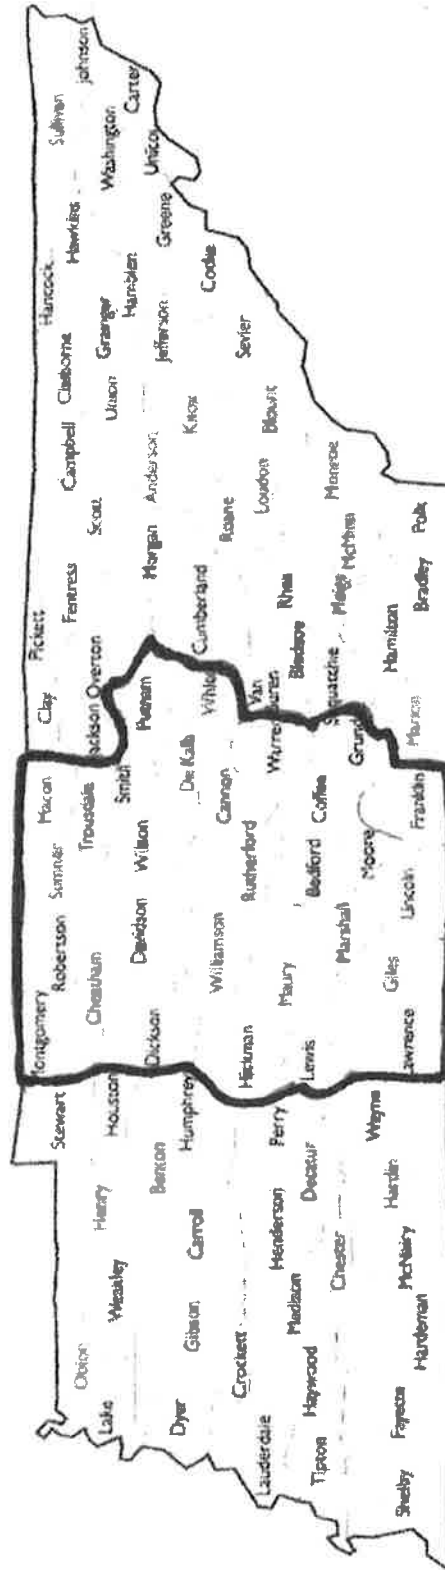 Johnson
Sullivan
Carter
Washington
Unicoi
Hawkins
Greene
Hancock
Hamblen
Cocke
Grainger
Jefferson
Claiborne
Sevier
Union
Campbell
Knox
Blount
Anderson
Scott
Loudon
Monroe
Roane
Morgan
McMinn
Polk
Fentress
Rhea
Meigs
Bradley
Pickett
Cumberland
Bledsoe
Hamilton
Clay
Overton
Jackson
Putnam
White
Van
Buren
Warren
Sequatchie
Grundy
Marion
Macon
Trousdale
Smith
De Kalb
Cannon
Coffee
Franklin
Sumner
Wilson
Rutherford
Bedford
Moore
Robertson
Cheatham
Davidson
Williamson
Maury
Marshall
Lincoln
Giles
Montgomery
Dickson
Hickman
Lewis
Lawrence
Stewart
Houston
Humphrey
Perry
Wayne
Henry
Benton
Decatur
Hardin
Carroll
Henderson
Chester
McNairy
Weakley
Gibson
Madison
Hardeman
Obion
Crockett
Haywood
Fayette
Lake
Dyer
Lauderdale
Tipton
Shelby